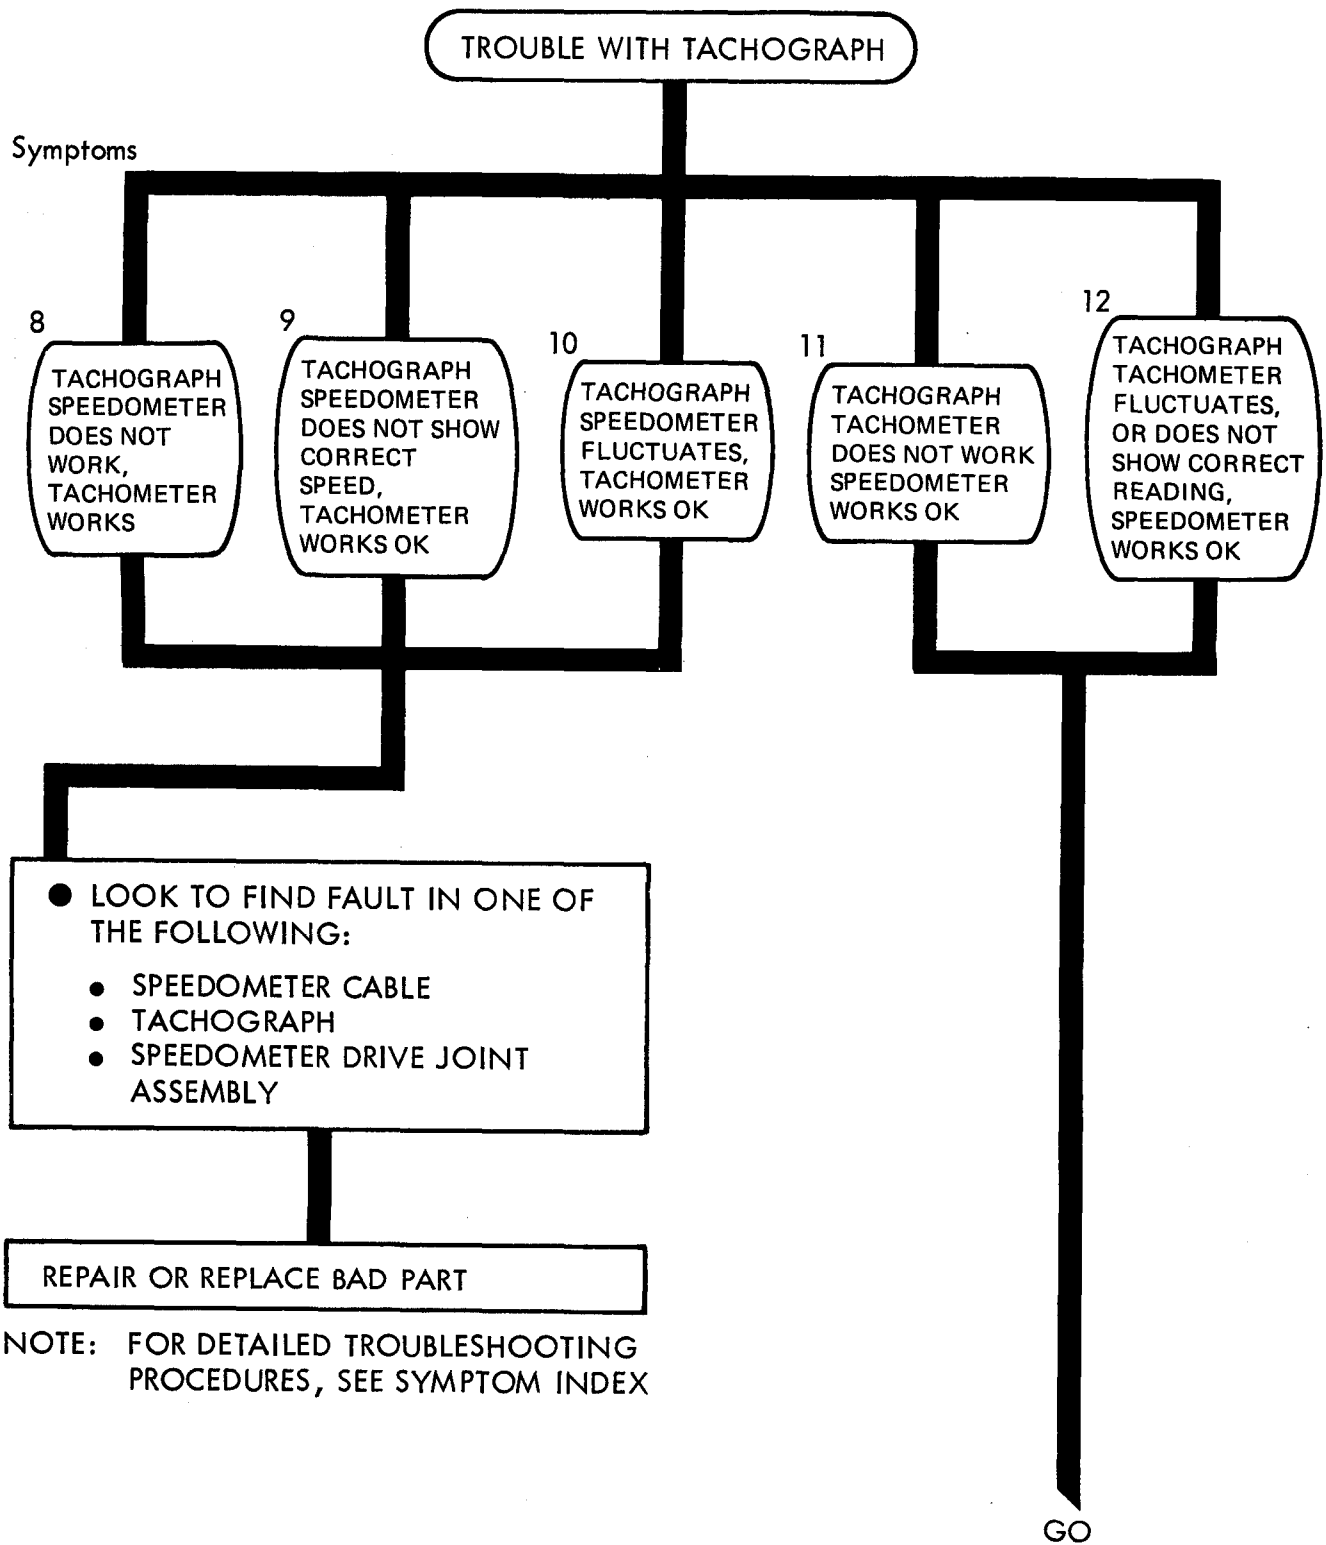 TROUBLE WITH TACHOGRAPH
Symptoms
8
TACHOGRAPH
SPEEDOMETER
DOES NOT
WORK,
TACHOMETER
WORKS
9
TACHOGRAPH
SPEEDOMETER
DOES NOT SHOW
CORRECT
SPEED,
TACHOMETER
WORKS OK
10
TACHOGRAPH
SPEEDOMETER
FLUCTUATES,
TACHOMETER
WORKS OK
11
TACHOGRAPH
TACHOMETER
DOES NOT WORK
SPEEDOMETER
WORKS OK
12
TACHOGRAPH
TACHOMETER
FLUCTUATES,
OR DOES NOT
SHOW CORRECT
READING,
SPEEDOMETER
WORKS OK
● LOOK TO FIND FAULT IN ONE OF
THE FOLLOWING:
● SPEEDOMETER CABLE
● TACHOGRAPH
● SPEEDOMETER DRIVE JOINT
ASSEMBLY
REPAIR OR REPLACE BAD PART
NOTE: FOR DETAILED TROUBLESHOOTING
PROCEDURES, SEE SYMPTOM INDEX
GO